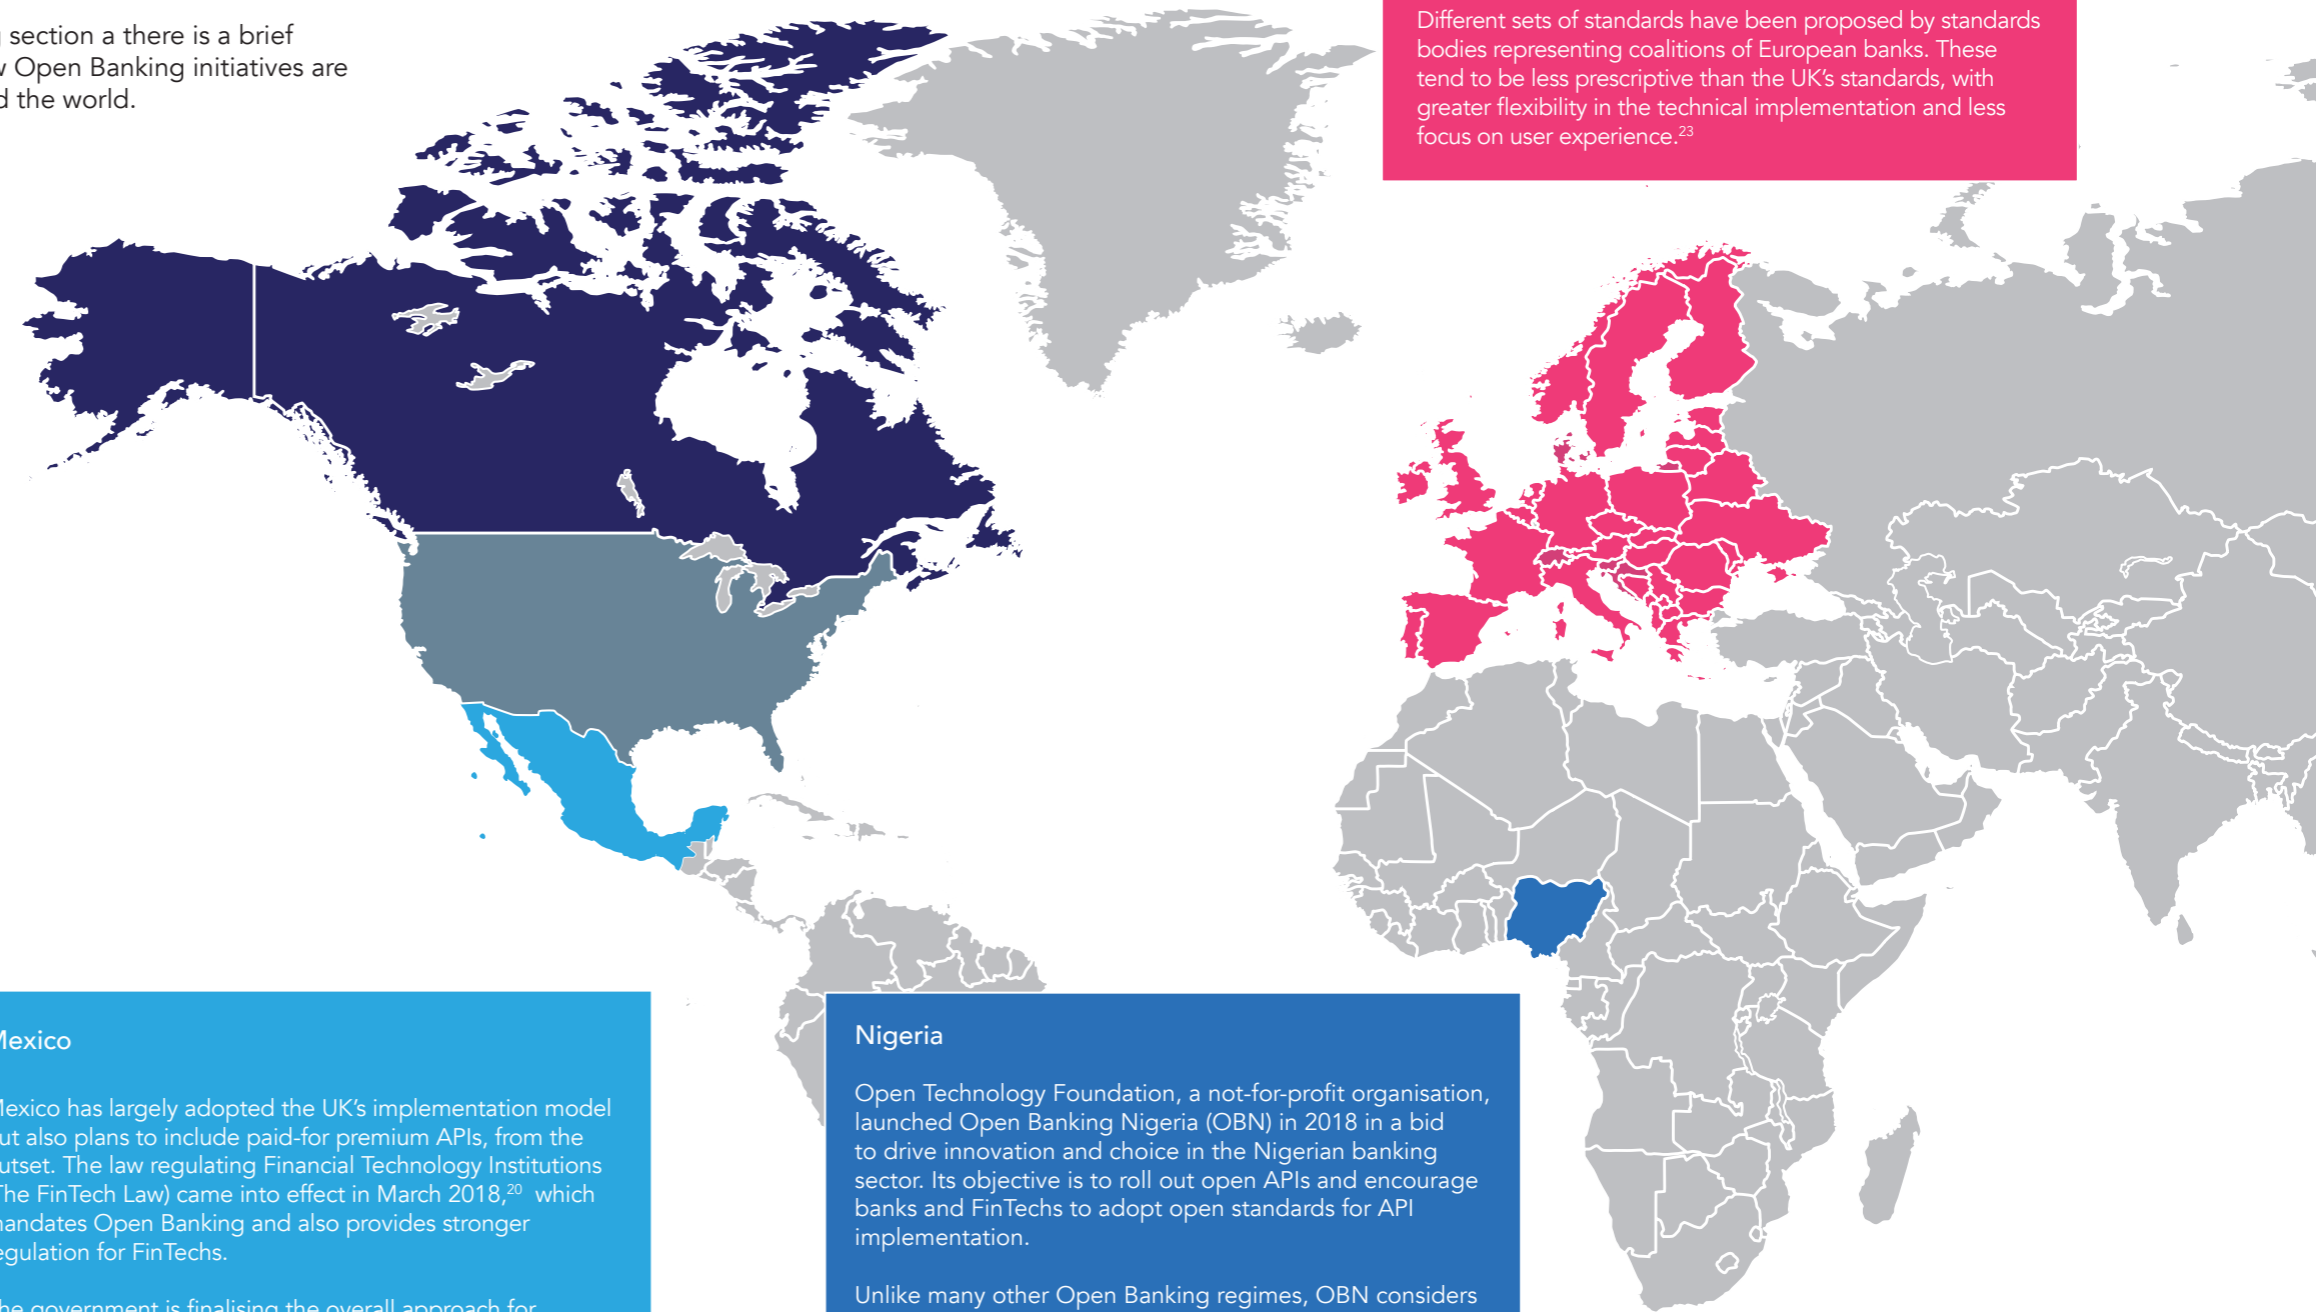 section a there is a brief
Open Banking initiatives are
the world.
Different sets of standards have been proposed by standards
bodies representing coalitions of European banks. These
tend to be less prescriptive than the UK’s standards, with
greater flexibility in the technical implementation and less
focus on user experience.23
Mexico
Mexico has largely adopted the UK’s implementation model
but also plans to include paid-for premium APIs, from the
outset. The law regulating Financial Technology Institutions
(The FinTech Law) came into effect in March 2018,20 which
mandates Open Banking and also provides stronger
regulation for FinTechs.
The government is finalising the overall approach for
Nigeria
Open Technology Foundation, a not-for-profit organisation,
launched Open Banking Nigeria (OBN) in 2018 in a bid
to drive innovation and choice in the Nigerian banking
sector. Its objective is to roll out open APIs and encourage
banks and FinTechs to adopt open standards for API
implementation.
Unlike many other Open Banking regimes, OBN considers